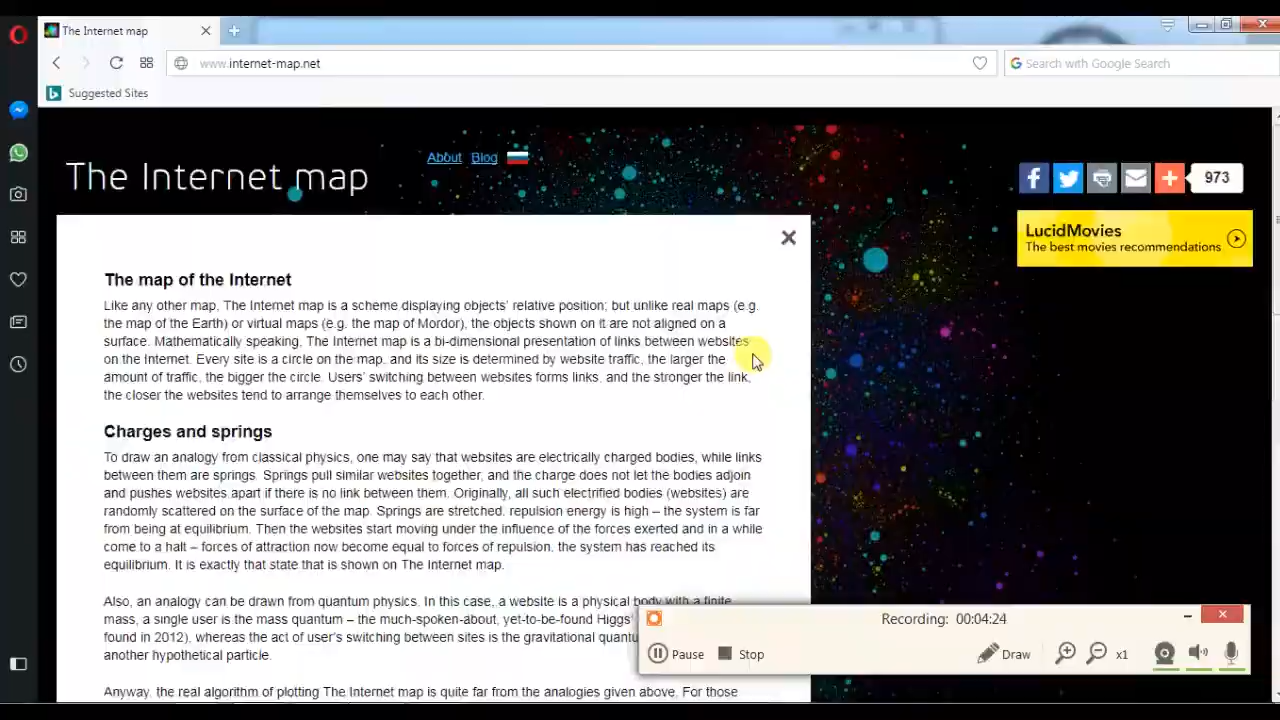 The Internet map
www.internet-map.net
Search with Google Search
Suggested Sites
The Internet map
About Blog
973
LucidMovies
The best movies recommendations
The map of the Internet
Like any other map, The Internet map is a scheme displaying objects' relative position; but unlike real maps (e.g.
the map of the Earth) or virtual maps (e.g. the map of Mordor), the objects shown on it are not aligned on a
surface. Mathematically speaking, The Internet map is a bi-dimensional presentation of links between websites
on the Internet. Every site is a circle on the map, and its size is determined by website traffic, the larger the
amount of traffic, the bigger the circle. Users' switching between websites forms links, and the stronger the link,
the closer the websites tend to arrange themselves to each other.
Charges and springs
To draw an analogy from classical physics, one may say that websites are electrically charged bodies, while links
between them are springs. Springs pull similar websites together, and the charge does not let the bodies adjoin
and pushes websites apart if there is no link between them. Originally, all such electrified bodies (websites) are
randomly scattered on the surface of the map. Springs are stretched, repulsion energy is high – the system is far
from being at equilibrium. Then the websites start moving under the influence of the forces exerted and in a while
come to a halt – forces of attraction now become equal to forces of repulsion, the system has reached its
equilibrium. It is exactly that state that is shown on The Internet map.
Also, an analogy can be drawn from quantum physics. In this case, a website is a physical body with a finite
mass, a single user is the mass quantum – the much-spoken-about, yet-to-be-found Higgs'
found in 2012), whereas the act of user's switching between sites is the gravitational
another hypothetical particle.
Anyway, the real algorithm of plotting The Internet map is quite far from the analogies given above. For those
Recording: 00:04:24
Pause
Stop
Draw
x1